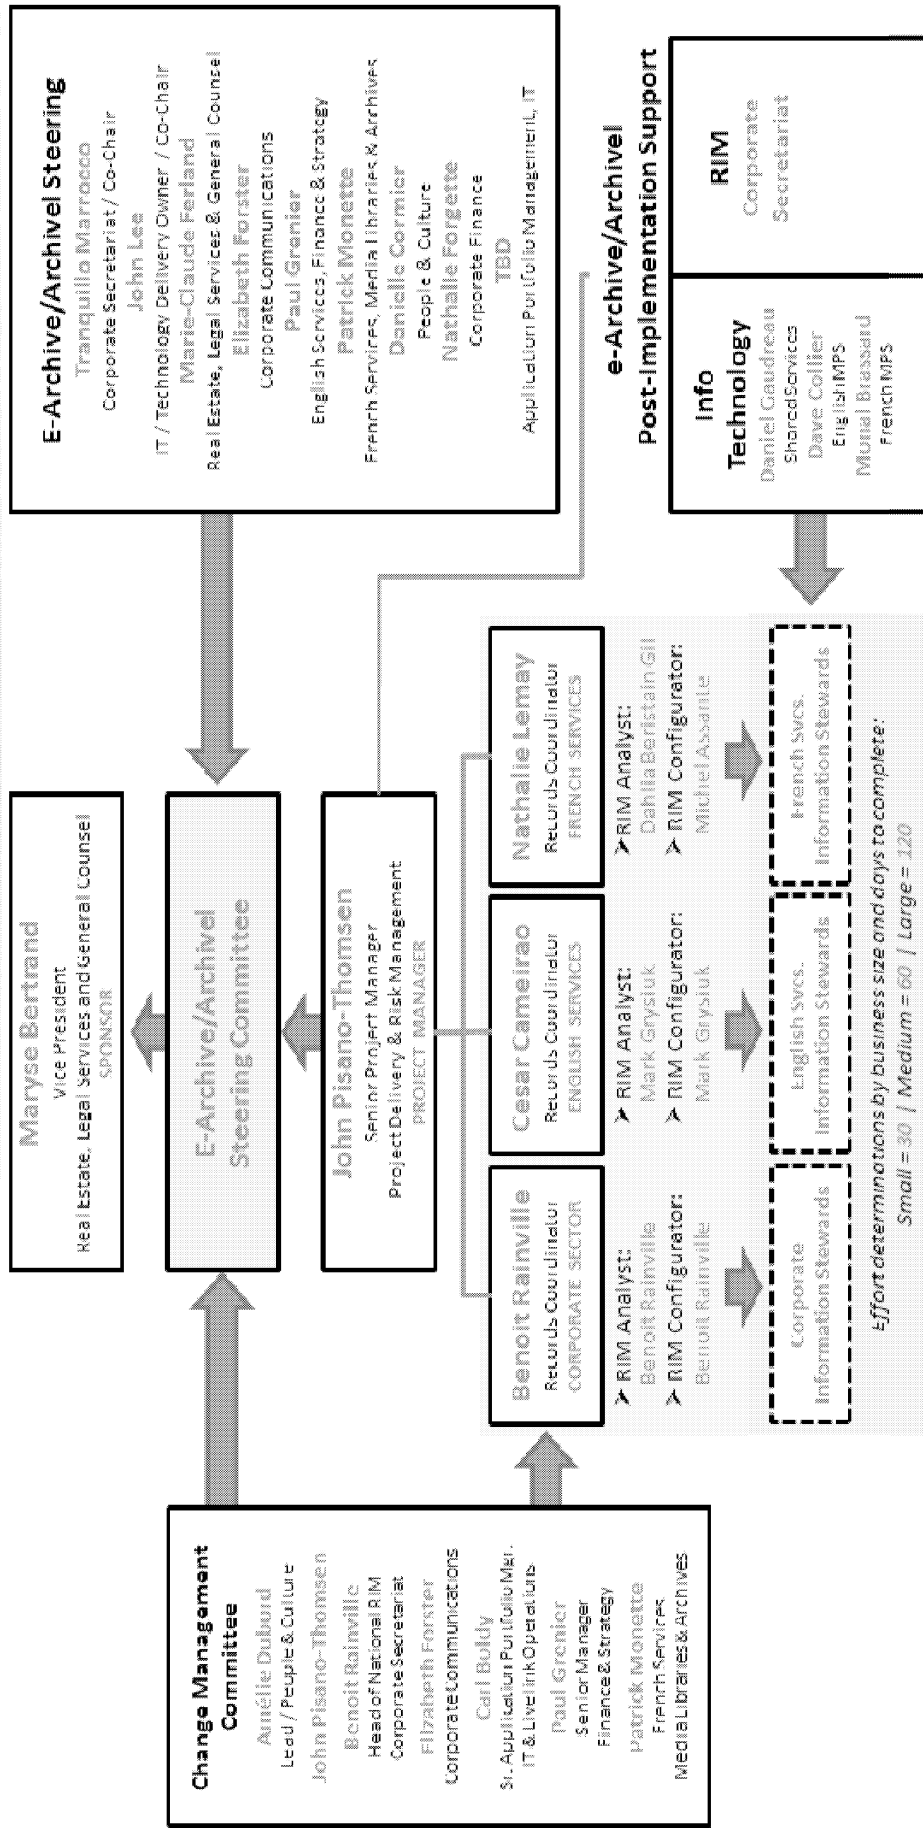 Maryse Bertrand
Vice President
Real Estate, Legal Services and General Counsel
SPONSOR
E-Archive/Archivel
Steering Committee
John Pisano-Thomsen
Senior Project Manager
Project Delivery & Risk Management
PROJECT MANAGER
Change Management
Committee
Amélie Dubord
Lead / People & Culture
John Pisano-Thomsen
Benoit Rainville
Head of National RIM
Corporate Secretariat
Elizabeth Forster
Corporate Communications
Carl Buldy
Sr. Application Portfolio Mgr.
IT & Livelink Operations
Paul Grenier
Senior Manager
Finance & Strategy
Patrick Monette
French Services,
Media Libraries & Archives
E-Archive/Archivel Steering
Tranquillo Marrocco
Corporate Secretariat / Co-Chair
John Lee
IT / Technology Delivery Owner / Co-Chair
Marie-Claude Ferland
Real Estate, Legal Services & General Counsel
Elizabeth Forster
Corporate Communications
Paul Grenier
English Services, Finance & Strategy
Patrick Monette
French Services, Media Libraries & Archives
Danielle Cormier
People & Culture
Nathalie Forgette
Corporate Finance
TBD
Application Portfolio Management, IT
Benoit Rainville
Records Coordinator
CORPORATE SECTOR
➤ RIM Analyst:
Benoit Rainville
➤ RIM Configurator:
Benoit Rainville
Corporate
Information Stewards
Cesar Cameirao
Records Coordinator
ENGLISH SERVICES
➤ RIM Analyst:
Mark Grysiuk
➤ RIM Configurator:
Mark Grysiuk
English Svcs.
Information Stewards
Nathalie Lemay
Records Coordinator
FRENCH SERVICES
➤ RIM Analyst:
Dahlia Beristain Gil
➤ RIM Configurator:
Michel Assante
French Svcs.
Information Stewards
Effort determinations by business size and days to complete:
Small = 30 | Medium = 60 | Large = 120
e-Archive/Archivel
Post-Implementation Support
Info
Technology
Daniel Gaudreau
Shared Services
Dave Collier
English MPS
Brassard
French MPS
RIM
Corporate
Secretariat